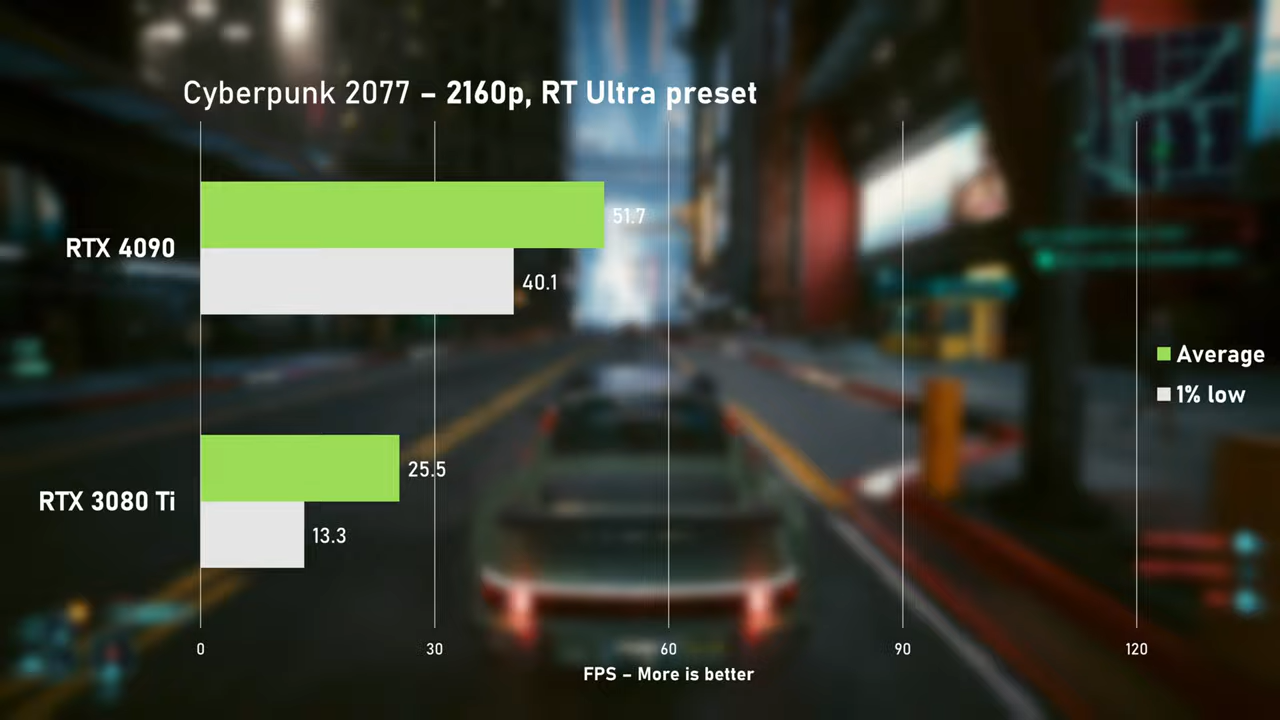 Cyberpunk 2077 – 2160p, RT Ultra preset
RTX 4090
51.7
40.1
Average
1% low
RTX 3080 Ti
25.5
13.3
0 30 60 90 120
FPS – More is better